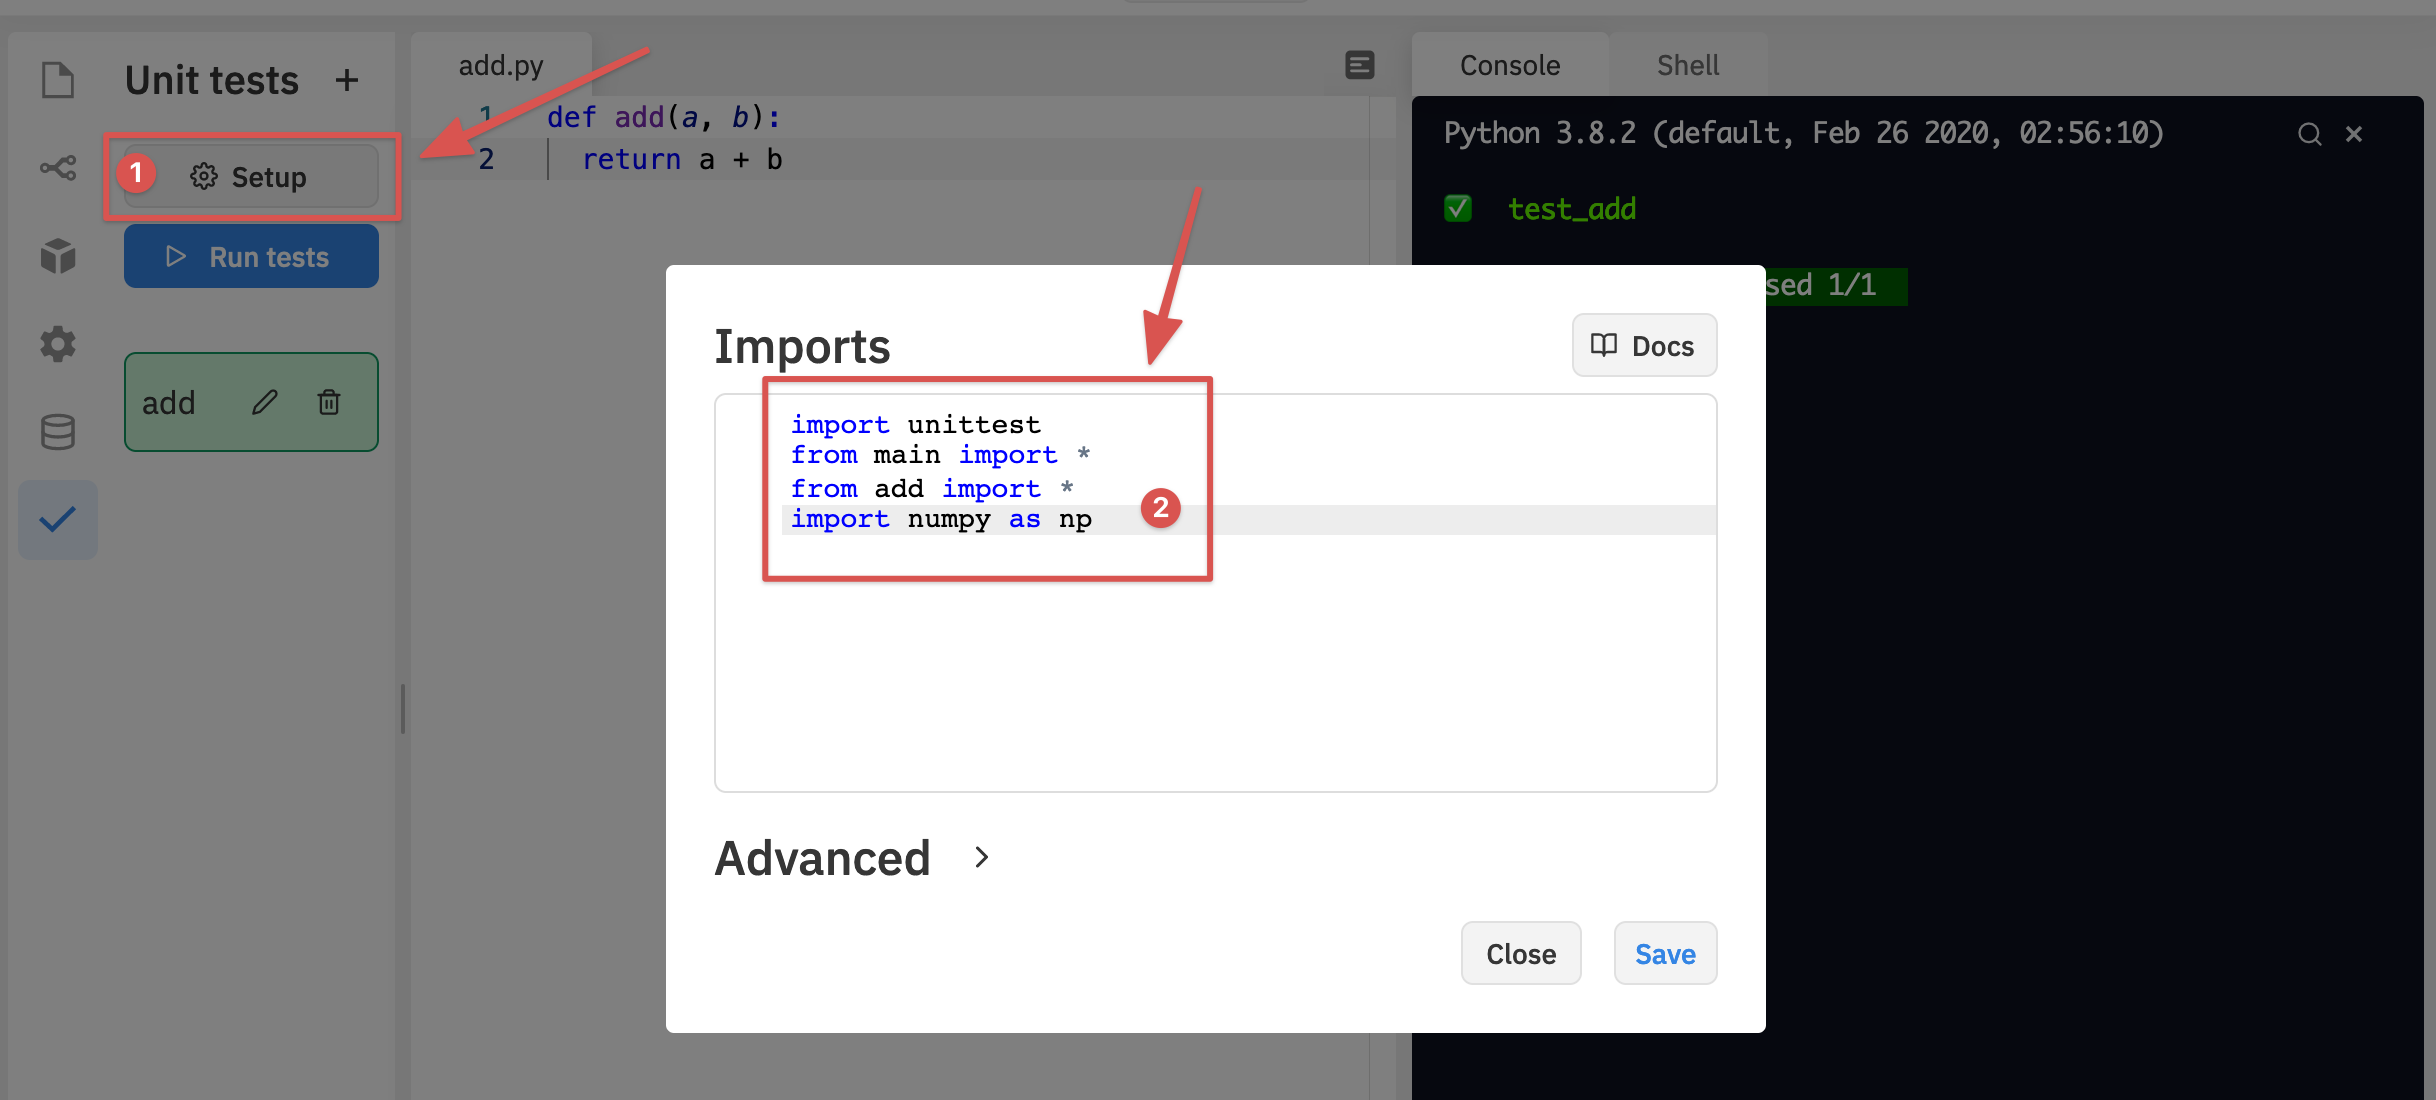 Unit tests +
1 Setup
Run tests
add
add.py
1 def add(a, b):
2 return a + b
Console Shell
Python 3.8.2 (default, Feb 26 2020, 02:56:10)
✅ test_add
1/1
Imports
Docs
import unittest
from main import *
from add import *
import numpy as np
2
Advanced >
Close Save